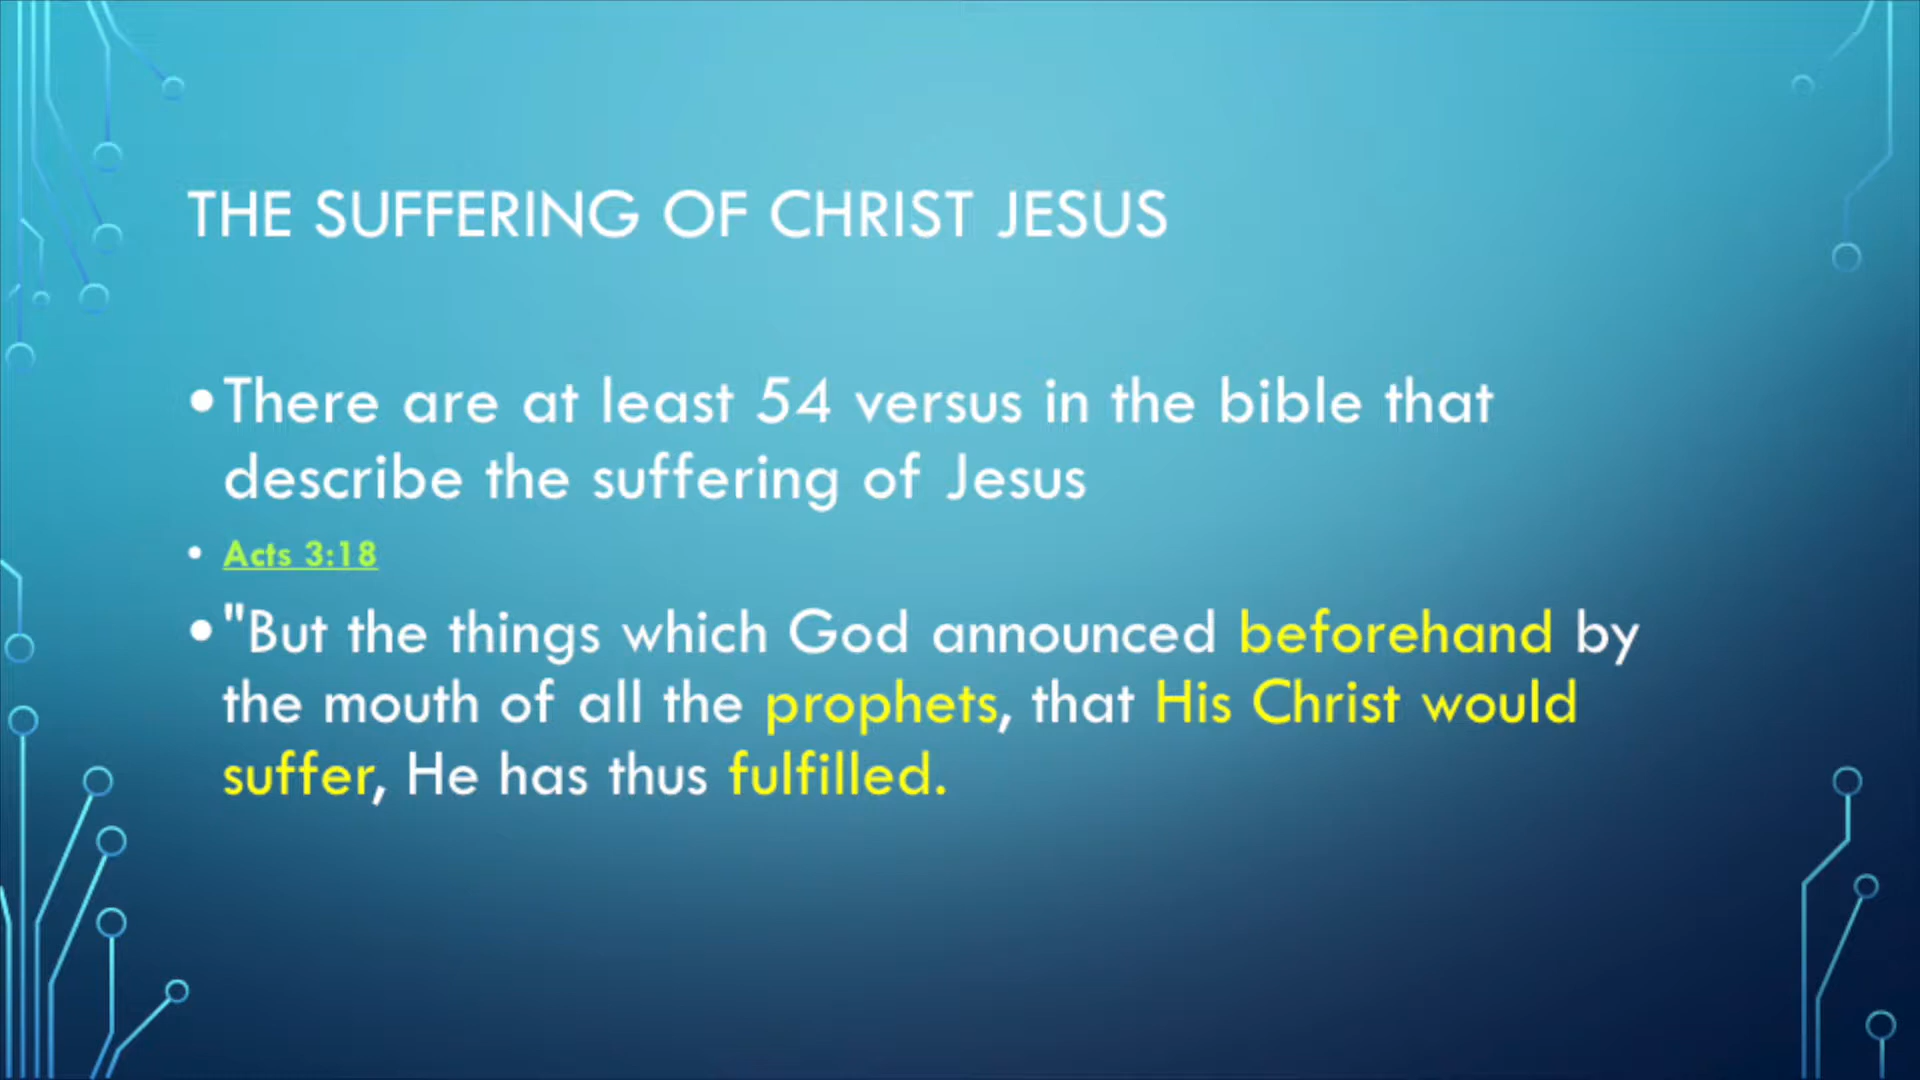 THE SUFFERING OF CHRIST JESUS
•There are at least 54 versus in the bible that
describe the suffering of Jesus
• Acts 3:18
•"But the things which God announced beforehand by
the mouth of all the prophets, that His Christ would
suffer, He has thus fulfilled.